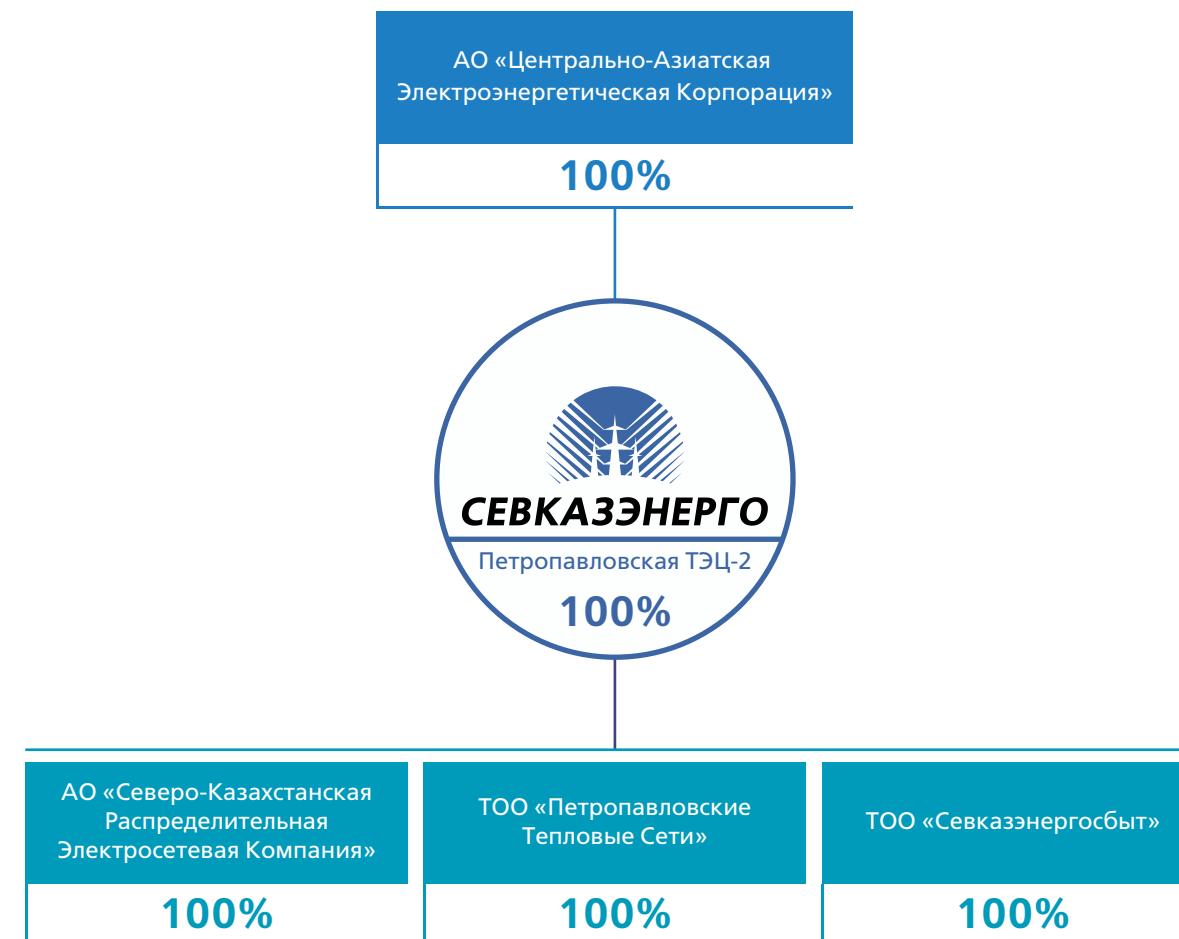 АО «Центрально-Азиатская
Электроэнергетическая Корпорация»
100%
СЕВКАЗЭНЕРГО
Петропавловская ТЭЦ-2
100%
АО «Северо-Казахстанская
Распределительная
Электросетевая Компания»
100%
ТОО «Петропавловские
Тепловые Сети»
100%
ТОО «Севказэнергосбыт»
100%